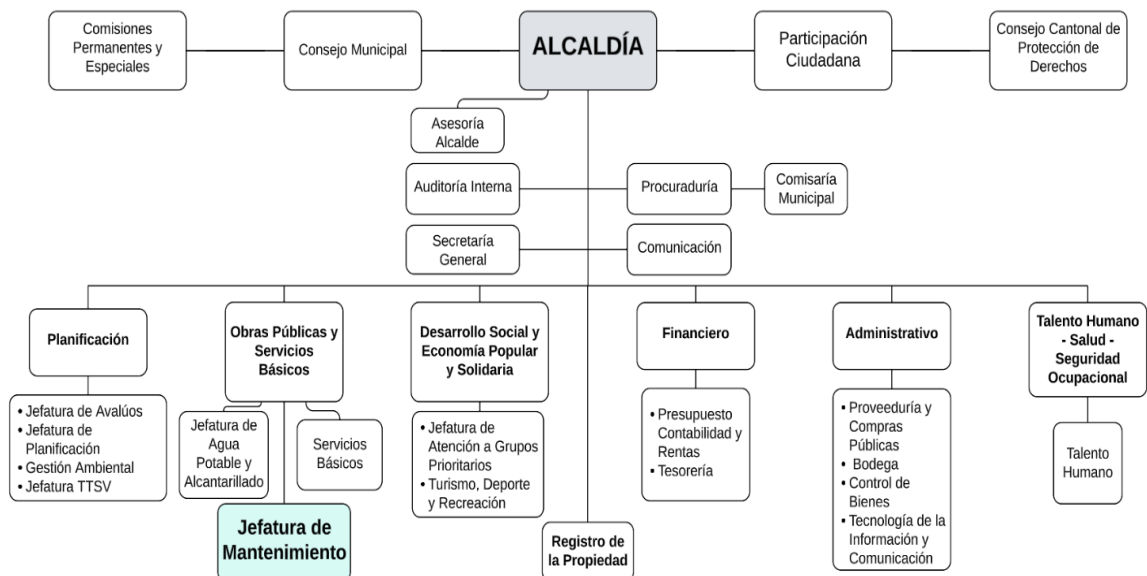 Comisiones
Permanentes y
Especiales
Consejo Municipal
ALCALDÍA
Participación
Ciudadana
Consejo Cantonal de
Protección de
Derechos
Asesoría
Alcalde
Auditoría Interna
Procuraduría
Comisaría
Municipal
Secretaría
General
Comunicación
Planificación
Obras Públicas y
Servicios
Básicos
Desarrollo Social y
Economía Popular
y Solidaria
Financiero
Administrativo
Talento Humano
- Salud -
Seguridad
Ocupacional
• Jefatura de Avalúos
• Jefatura de
Planificación
• Gestión Ambiental
• Jefatura TTSV
Jefatura de
Agua
Potable y
Alcantarillado
Servicios
Básicos
• Jefatura de
Atención a Grupos
Prioritarios
• Turismo, Deporte
y Recreación
• Presupuesto
Contabilidad y
Rentas
• Tesorería
• Proveeduría y
Compras
Públicas
• Bodega
• Control de
Bienes
• Tecnología de la
Información y
Comunicación
Talento
Humano
Jefatura de
Mantenimiento
Registro de
la Propiedad